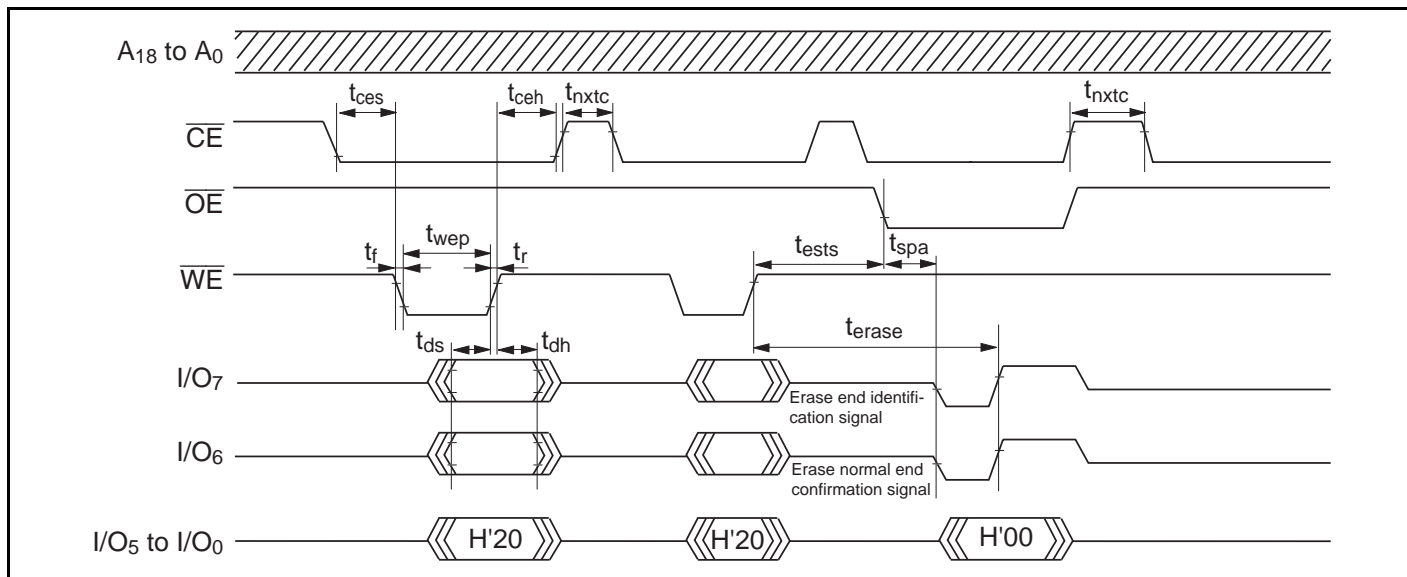 A18 to A0
tces
tceh
tnxtc
tnxtc
CE
OE
twep
tests
tspa
tf
tr
WE
terase
tds
tdh
I/O7
Erase end identifi-
cation signal
I/O6
Erase normal end
confirmation signal
I/O5 to I/O0
H'20
H'20
H'00